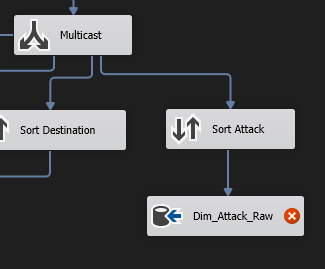 Multicast
Sort Destination
Sort Attack
Dim_Attack_Raw